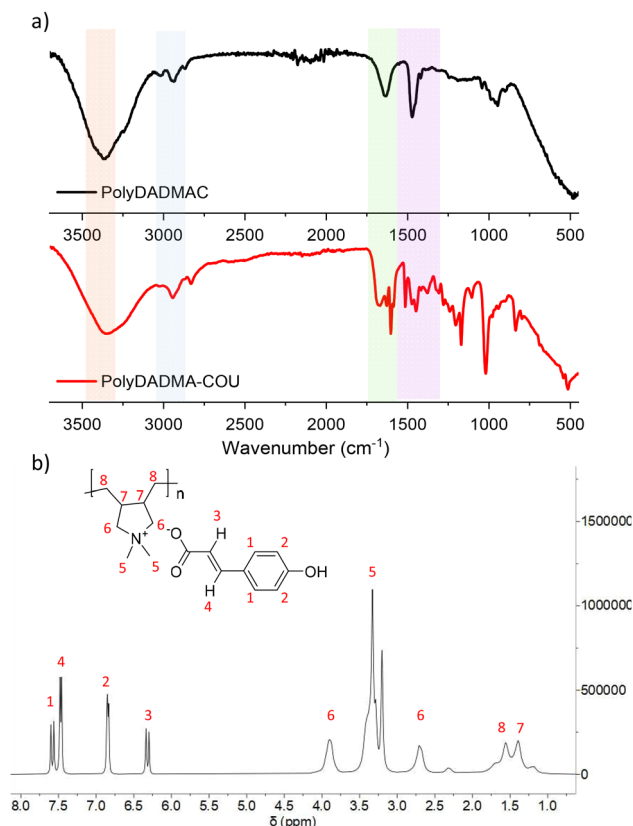 a)
PolyDADMAC
3500 3000 2500 2000 1500 1000 500
PolyDADMA-COU
3500 3000 2500 2000 1500 1000 500
Wavenumber (cm⁻¹)
b)
8 8
n
7 7
6 6 ⁻O 3 H
N⁺ 1 2
5 5 O OH
H 1 2
4
1500000
1000000
500000
0
1 4 2 3 6 5 6 8 7
8.0 7.5 7.0 6.5 6.0 5.5 5.0 4.5 4.0 3.5 3.0 2.5 2.0 1.5 1.0
δ (ppm)